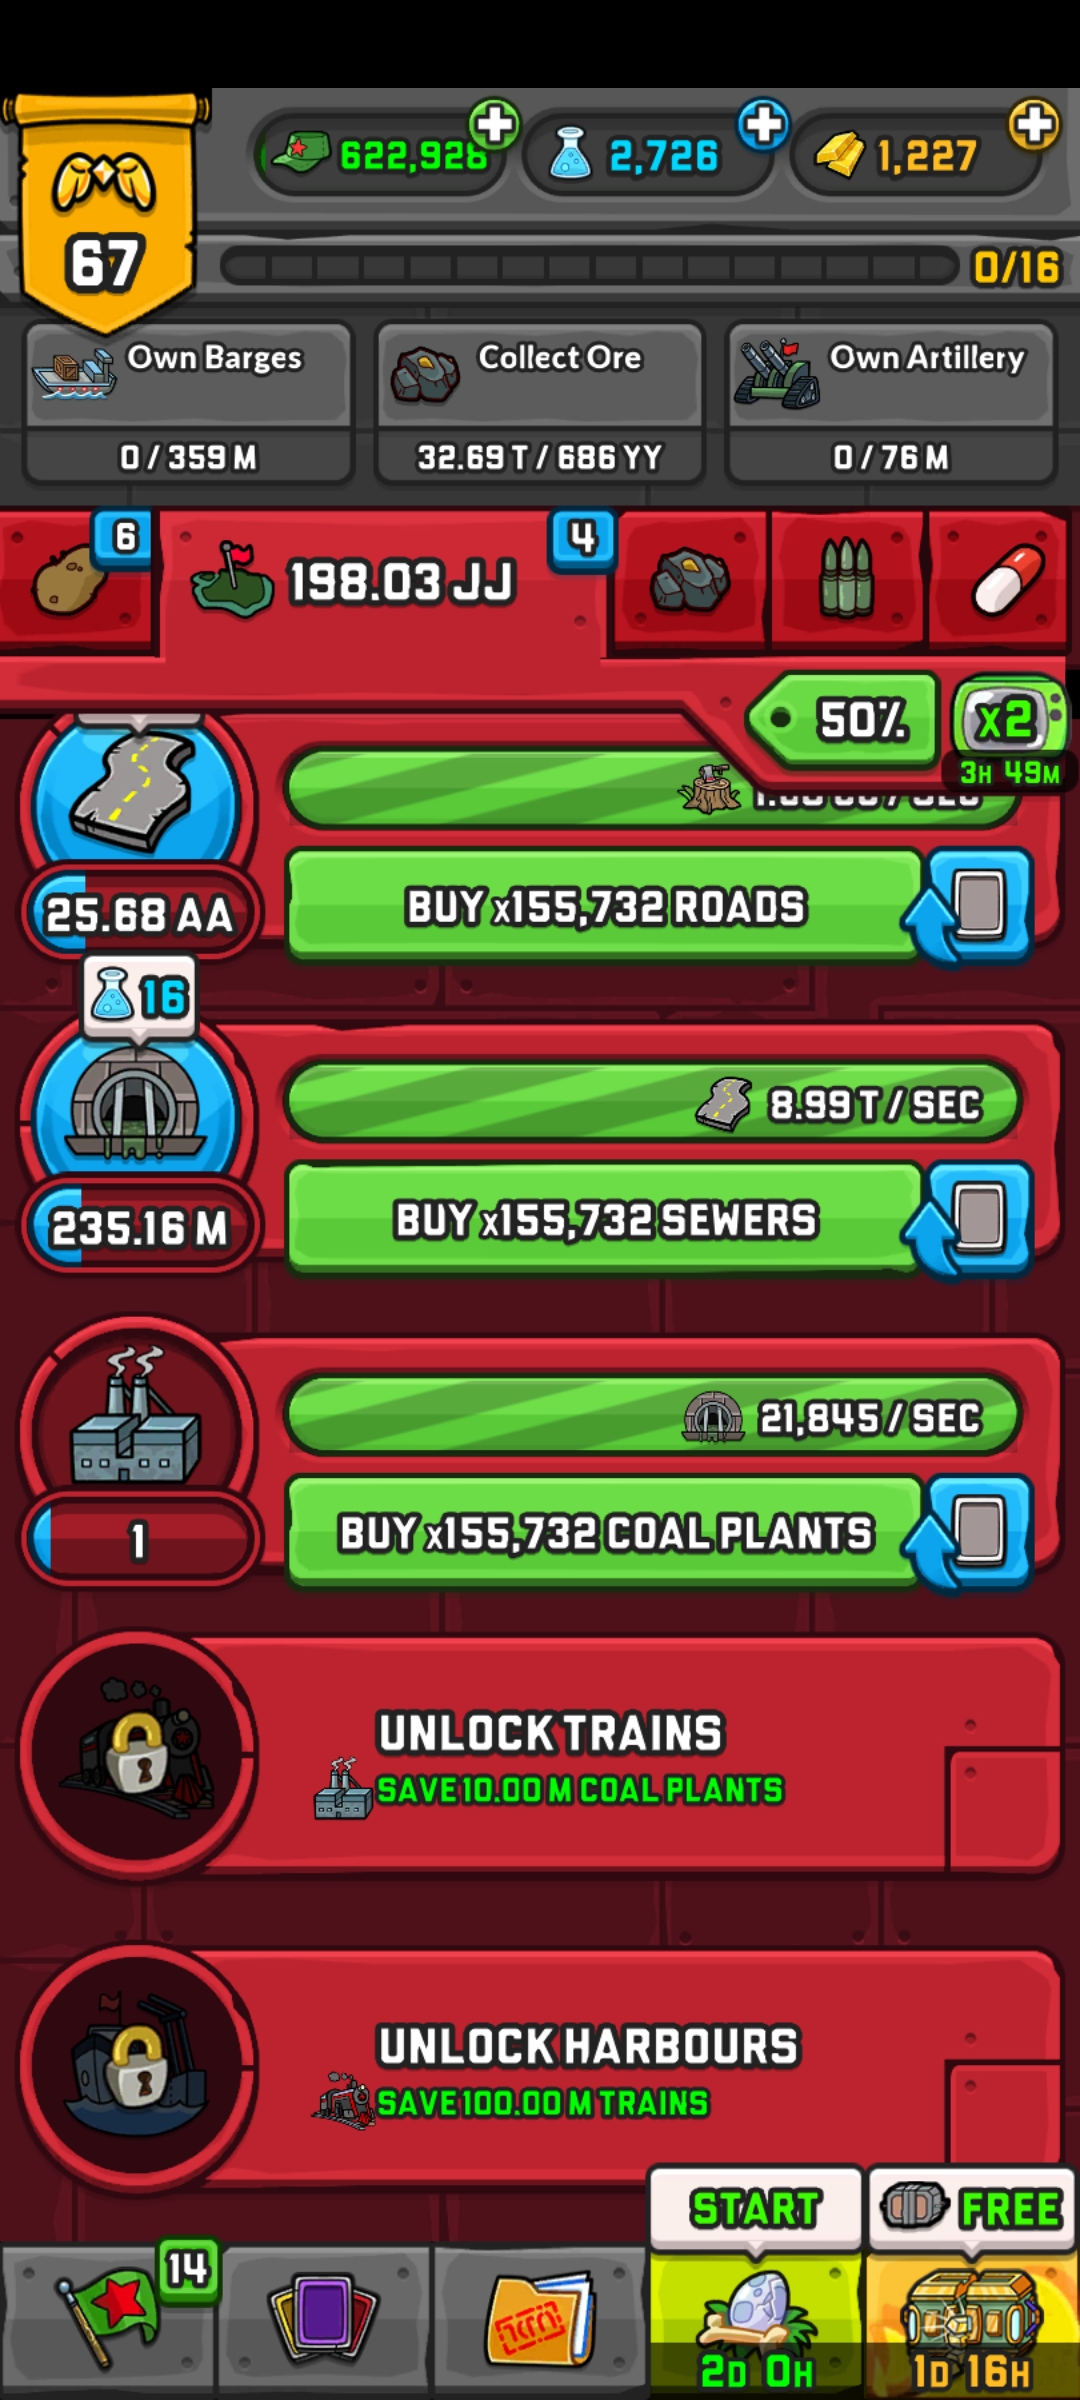 622,928
2,726
1,227
67
0/16
Own Barges
0 / 359 M
Collect Ore
32.69 T / 686 YY
Own Artillery
0 / 76 M
6
198.03 JJ
4
50%
x2
3H 49M
BUY x155,732 ROADS
25.68 AA
16
8.99 T / SEC
BUY x155,732 SEWERS
235.16 M
21,845 / SEC
BUY x155,732 COAL PLANTS
1
UNLOCK TRAINS
SAVE 10.00 M COAL PLANTS
UNLOCK HARBOURS
SAVE 100.00 M TRAINS
START
FREE
14
2D 0H
1D 16H